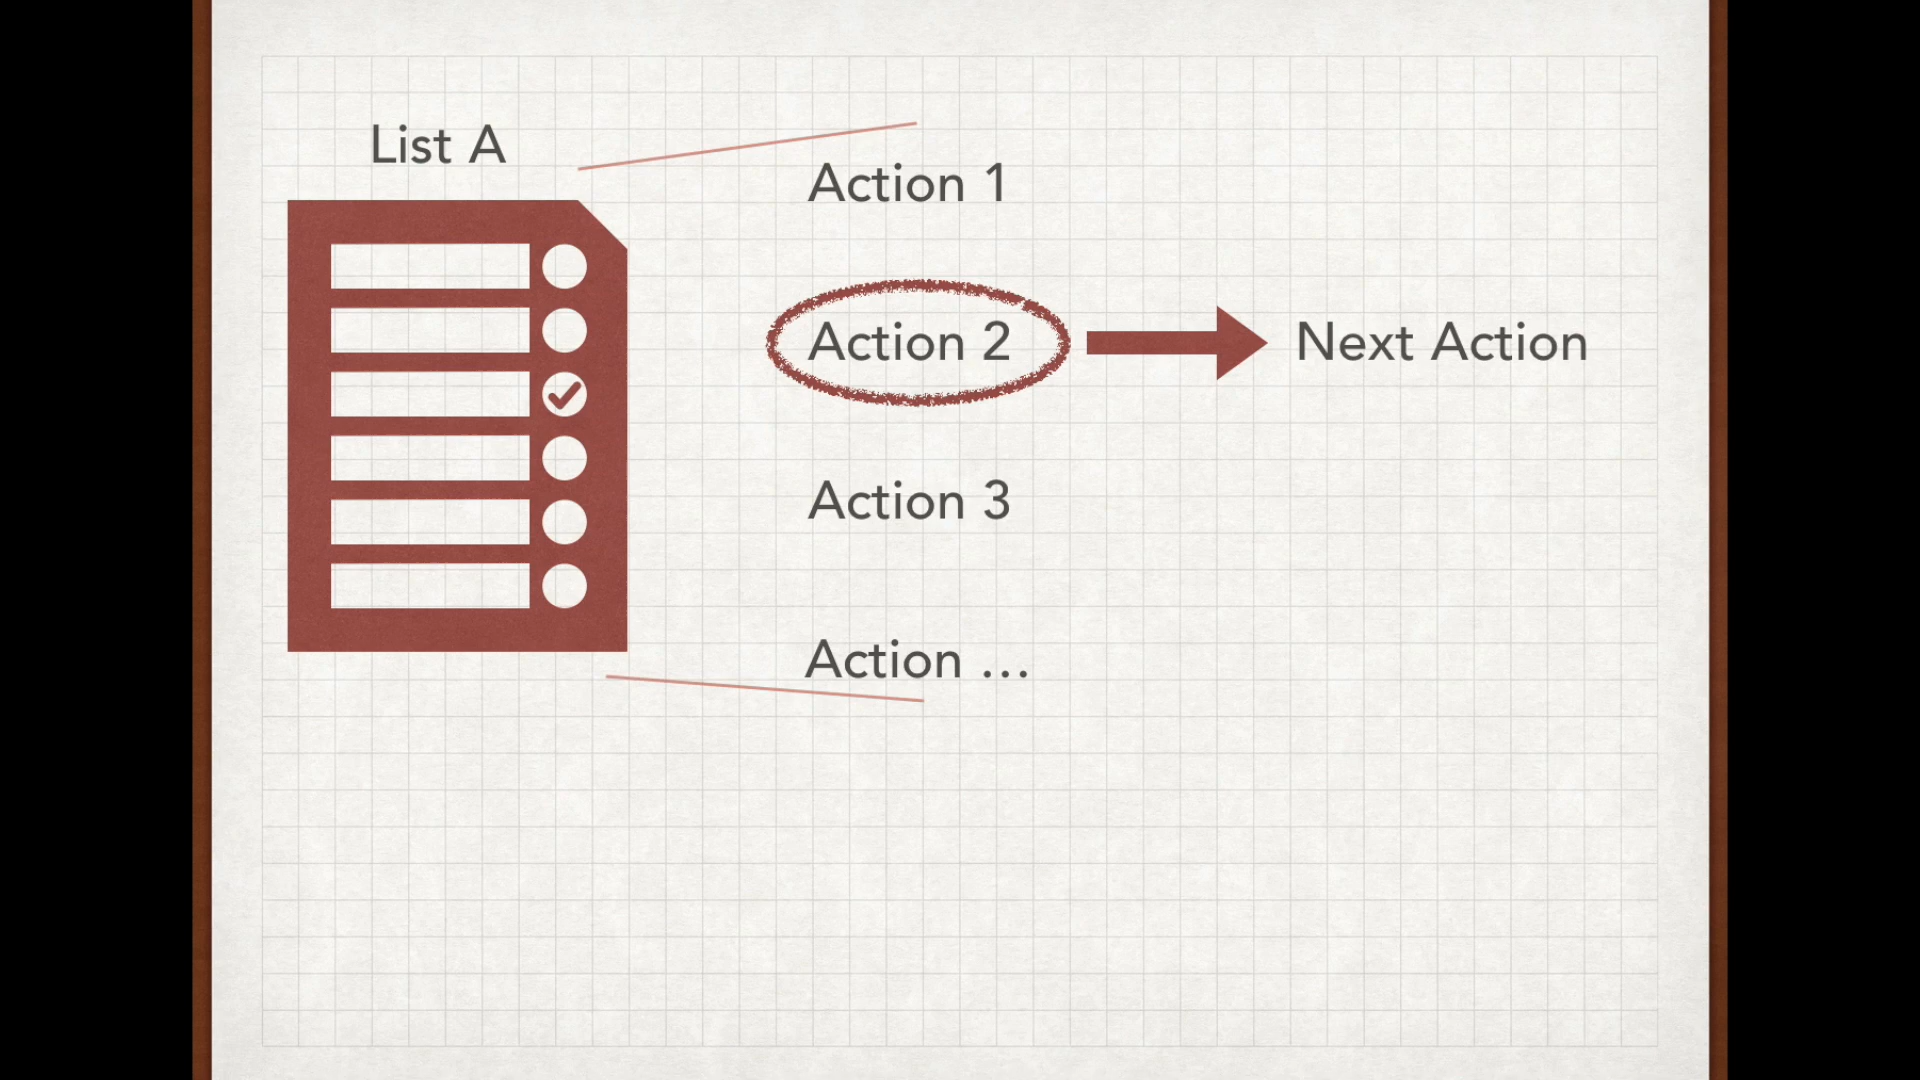 List A
Action 1
Action 2
Next Action
Action 3
Action …